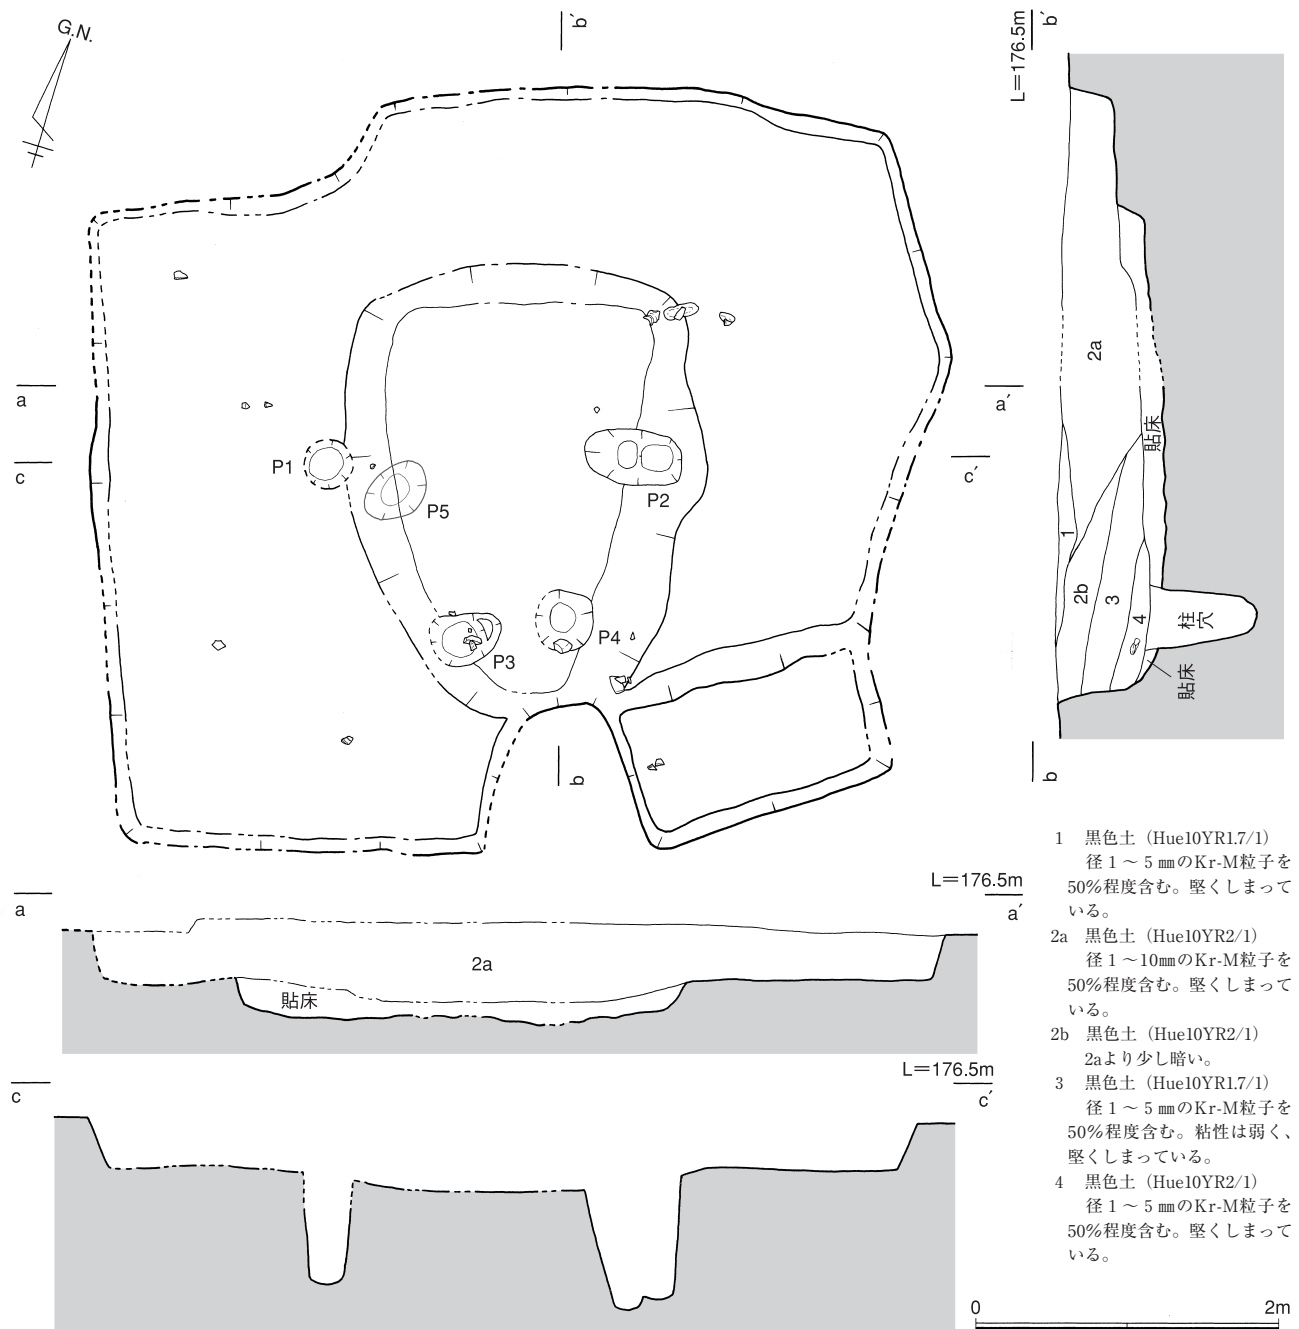 G.N.
b′
L＝176.5m
b′
2a
貼床
1
2b
3
4
柱穴
貼床
b
a
a′
c
c′
P1
P2
P5
P3
P4
b
L＝176.5m
a
a′
2a
貼床
L＝176.5m
c
c′
1　黒色土（Hue10YR1.7/1）
径１～５㎜のKr-M粒子を
50％程度含む。堅くしまって
いる。
2a　黒色土（Hue10YR2/1）
径１～10㎜のKr-M粒子を
50％程度含む。堅くしまって
いる。
2b　黒色土（Hue10YR2/1）
2aより少し暗い。
3　黒色土（Hue10YR1.7/1）
径１～５㎜のKr-M粒子を
50％程度含む。粘性は弱く、
堅くしまっている。
4　黒色土（Hue10YR2/1）
径１～５㎜のKr-M粒子を
50％程度含む。堅くしまって
いる。
0　2m